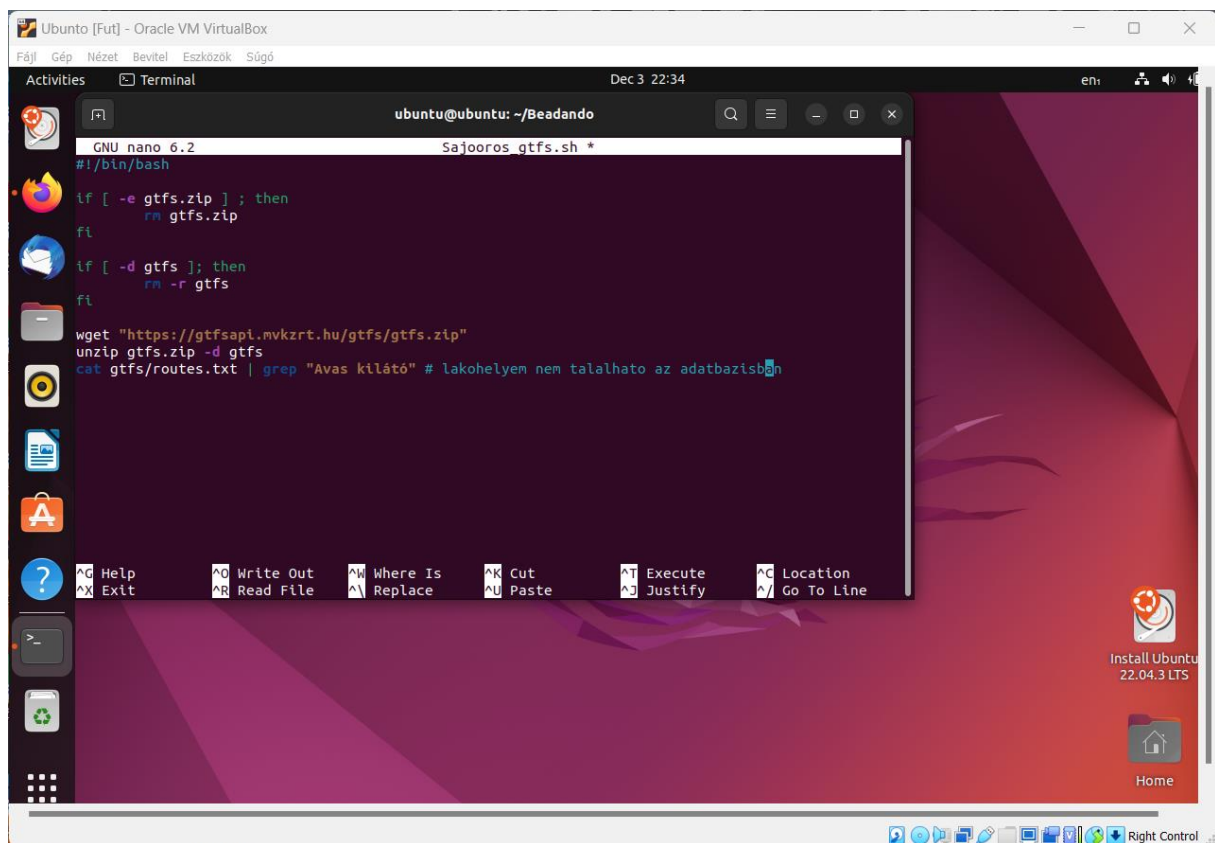 Ubunto [Fut] - Oracle VM VirtualBox
Fájl Gép Nézet Bevitel Eszközök Súgó
Activities Terminal Dec 3 22:34 en₁
ubuntu@ubuntu: ~/Beadando
GNU nano 6.2 Sajooros_gtfs.sh *
#!/bin/bash
if [ -e gtfs.zip ] ; then
rm gtfs.zip
fi
if [ -d gtfs ]; then
rm -r gtfs
fi
wget "https://gtfsapi.mvkzrt.hu/gtfs/gtfs.zip"
unzip gtfs.zip -d gtfs
cat gtfs/routes.txt | grep "Avas kilátó" # lakohelyem nem talalhato az adatbazisban
^G Help ^O Write Out ^W Where Is ^K Cut ^T Execute ^C Location
^X Exit ^R Read File ^\ Replace ^U Paste ^J Justify ^/ Go To Line
Install Ubuntu
22.04.3 LTS
Home
Right Control